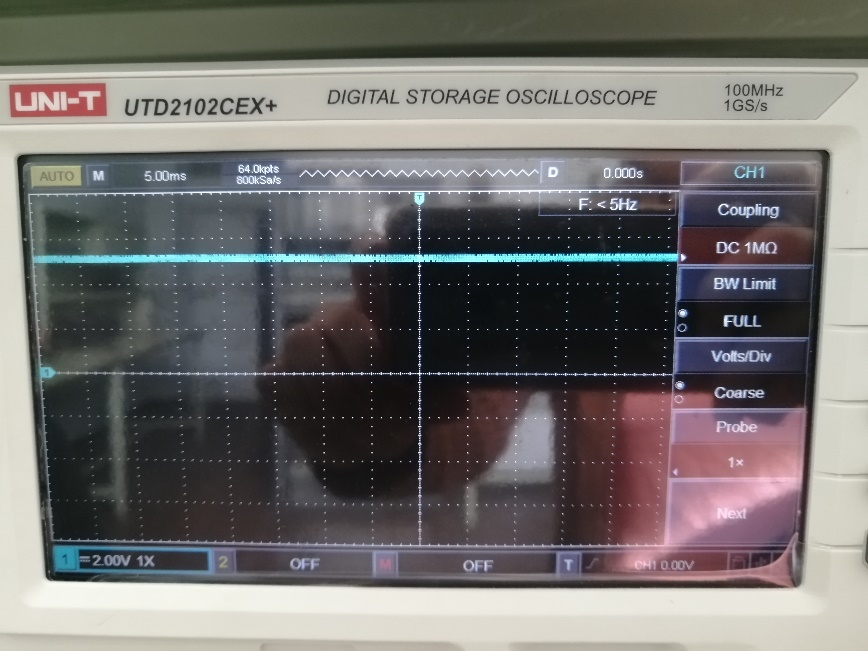 UNI-T
UTD2102CEX+
DIGITAL STORAGE OSCILLOSCOPE
100MHz
1GS/s
AUTO
M
5.00ms
64.0kpts
800kSa/s
D
0.000s
CH1
T
F: < 5Hz
Coupling
DC 1MΩ
BW Limit
FULL
Volts/Div
1
Coarse
Probe
1×
Next
1
=2.00V 1X
2
OFF
M
OFF
T
CH1 0.00V